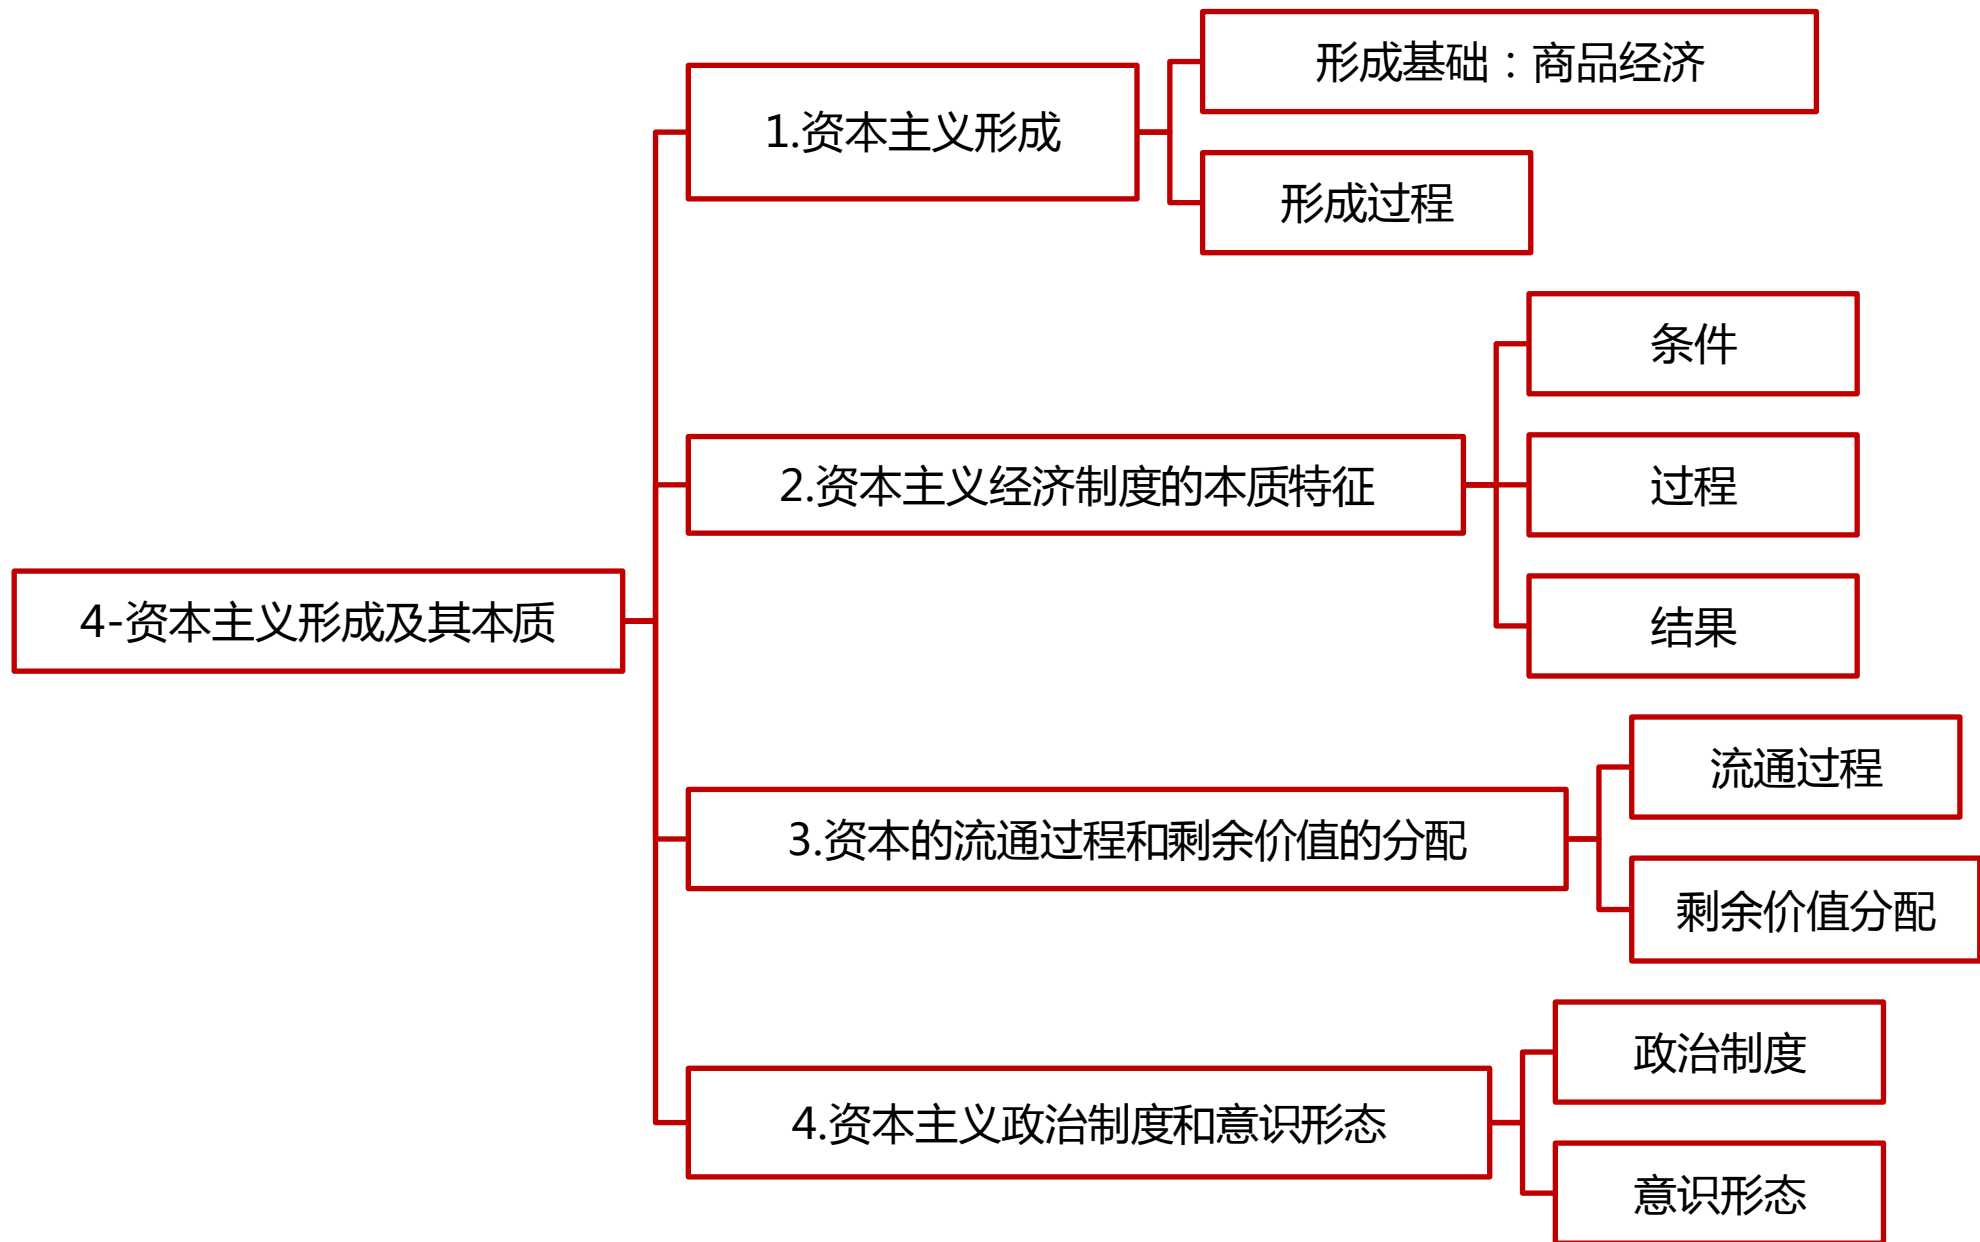 4-资本主义形成及其本质
1.资本主义形成
形成基础：商品经济
形成过程
2.资本主义经济制度的本质特征
条件
过程
结果
3.资本的流通过程和剩余价值的分配
流通过程
剩余价值分配
4.资本主义政治制度和意识形态
政治制度
意识形态